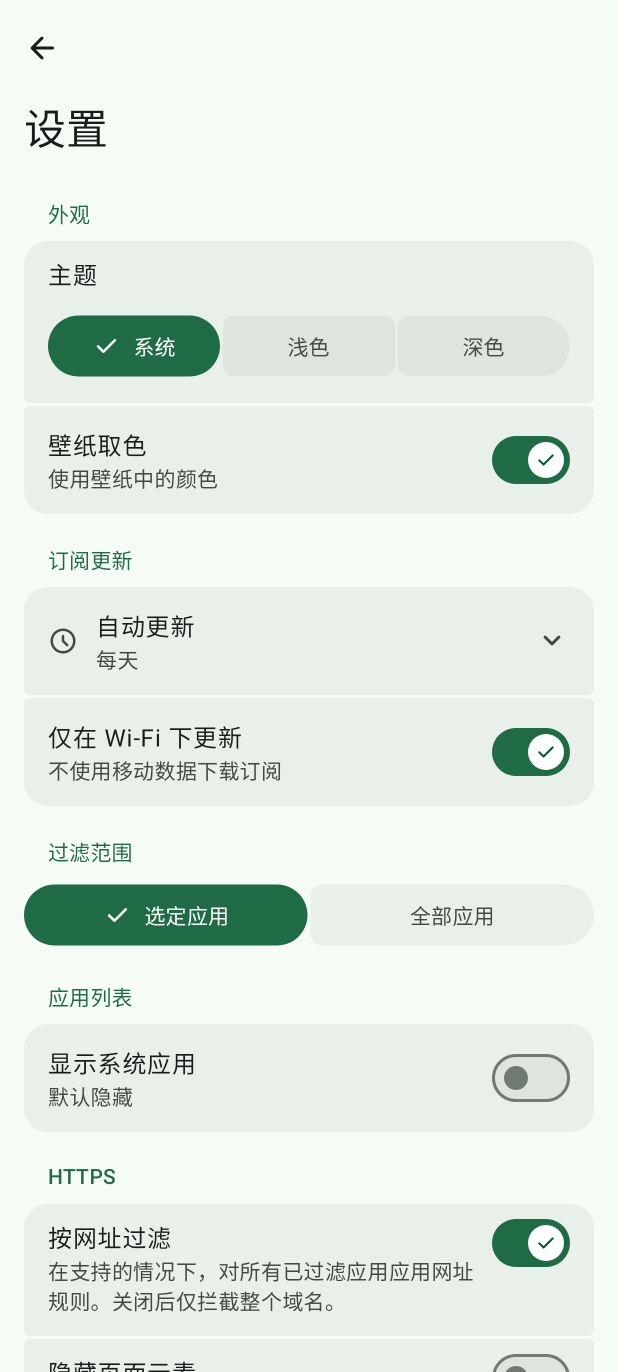 设置
外观
主题
系统
浅色
深色
壁纸取色
使用壁纸中的颜色
订阅更新
自动更新
每天
仅在 Wi-Fi 下更新
不使用移动数据下载订阅
过滤范围
选定应用
全部应用
应用列表
显示系统应用
默认隐藏
HTTPS
按网址过滤
在支持的情况下，对所有已过滤应用应用网址
规则。关闭后仅拦截整个域名。
隐藏页面元素